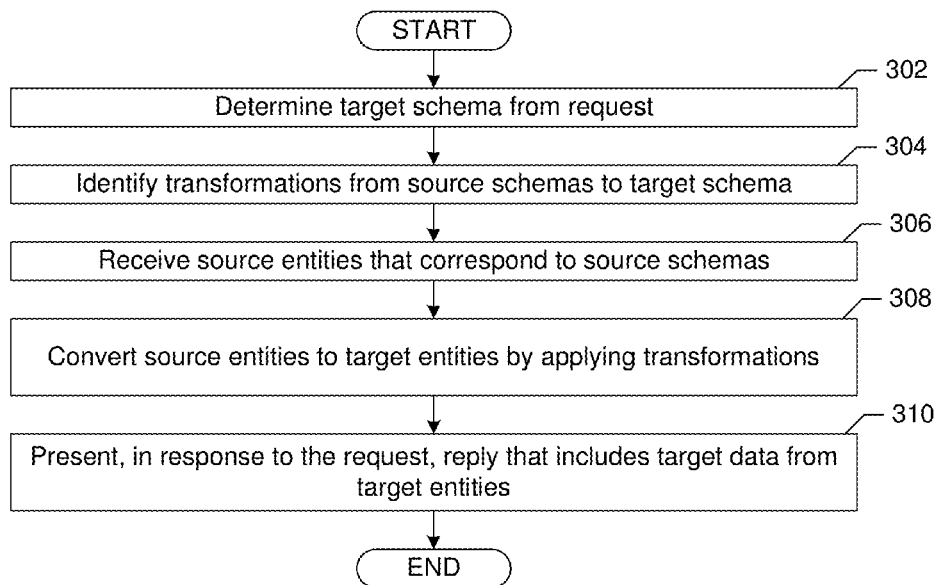 START
302
Determine target schema from request
304
Identify transformations from source schemas to target schema
306
Receive source entities that correspond to source schemas
308
Convert source entities to target entities by applying transformations
310
Present, in response to the request, reply that includes target data from
target entities
END